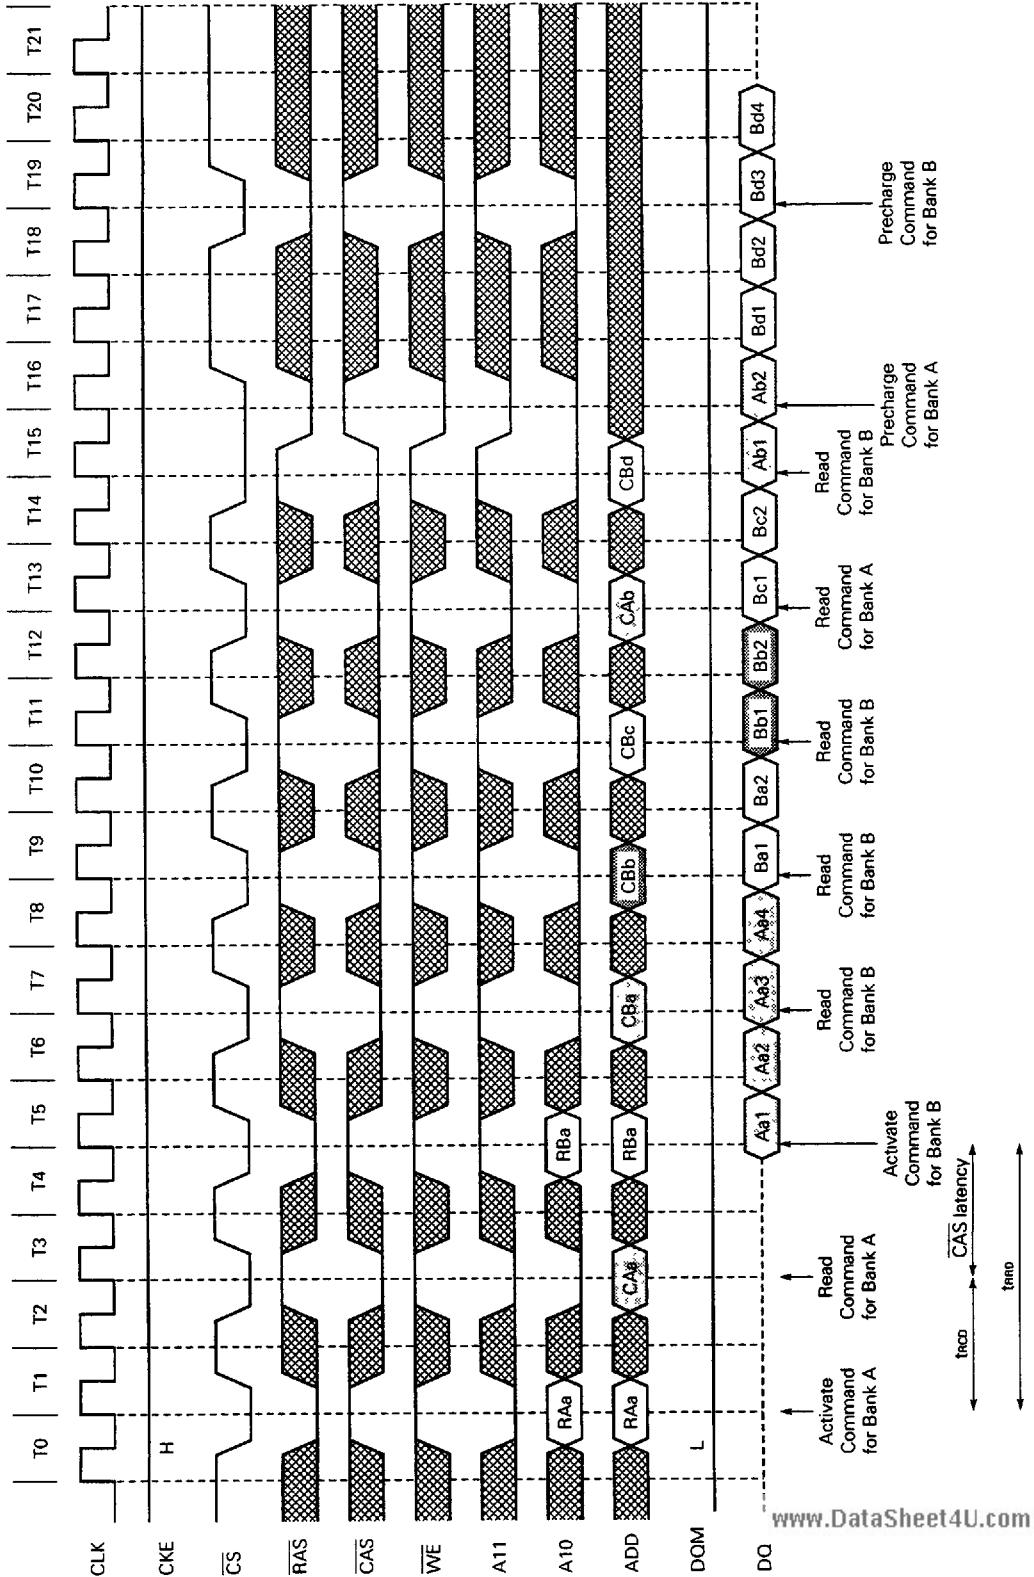 T0 T1 T2 T3 T4 T5 T6 T7 T8 T9 T10 T11 T12 T13 T14 T15 T16 T17 T18 T19 T20 T21
CLK
CKE H
CS
RAS
CAS
WE
A11
A10 RAa RBa
ADD RAa CAa RBa CBa CBb CBc CAb CBd
DQM L
DQ Aa1 Aa2 Aa3 Aa4 Ba1 Ba2 Bb1 Bb2 Bc1 Bc2 Ab1 Ab2 Bd1 Bd2 Bd3 Bd4
Activate
Command
for Bank A
Read
Command
for Bank A
Activate
Command
for Bank B
Read
Command
for Bank B
Read
Command
for Bank B
Read
Command
for Bank B
Read
Command
for Bank A
Read
Command
for Bank B
Precharge
Command
for Bank A
Precharge
Command
for Bank B
tRCD
CAS latency
tRRD
www.DataSheet4U.com